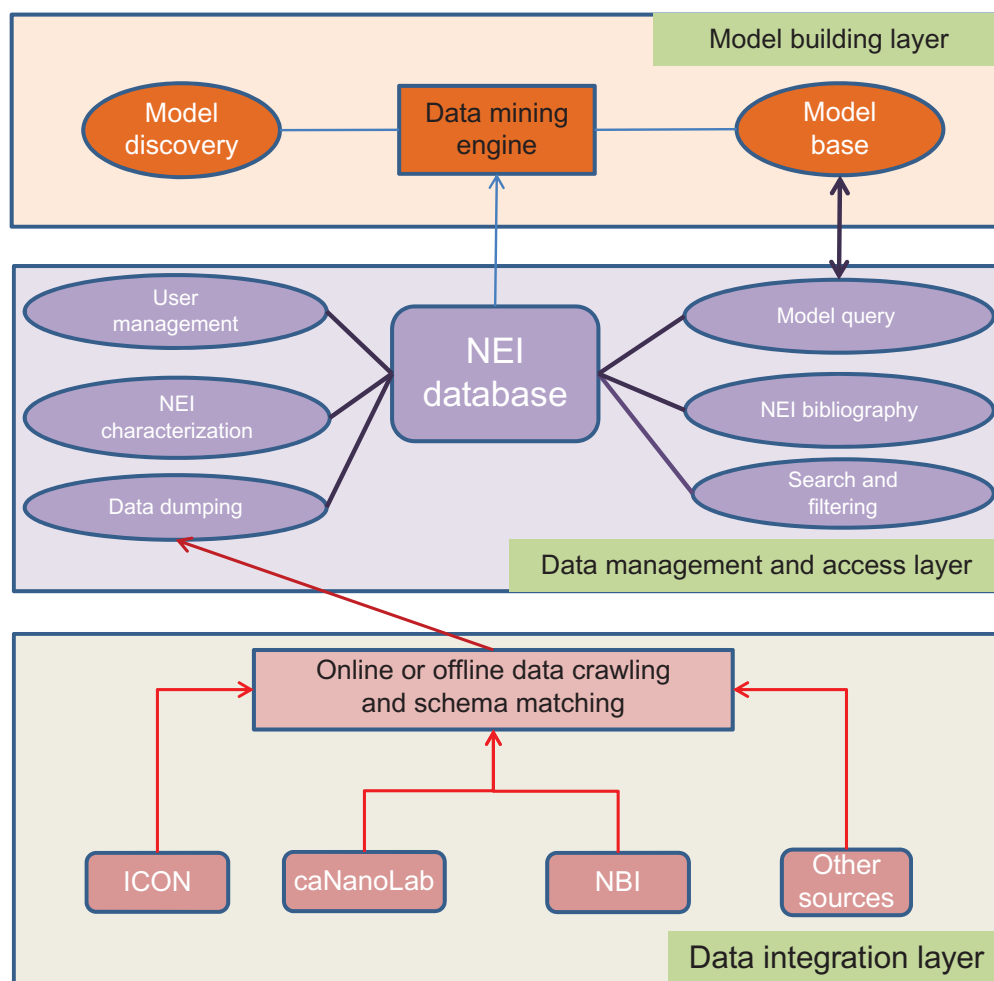 Model building layer
Model
discovery
Data mining
engine
Model
base
User
management
NEI
characterization
Data dumping
NEI
database
Model query
NEI bibliography
Search and
filtering
Data management and access layer
Online or offline data crawling
and schema matching
ICON
caNanoLab
NBI
Other
sources
Data integration layer